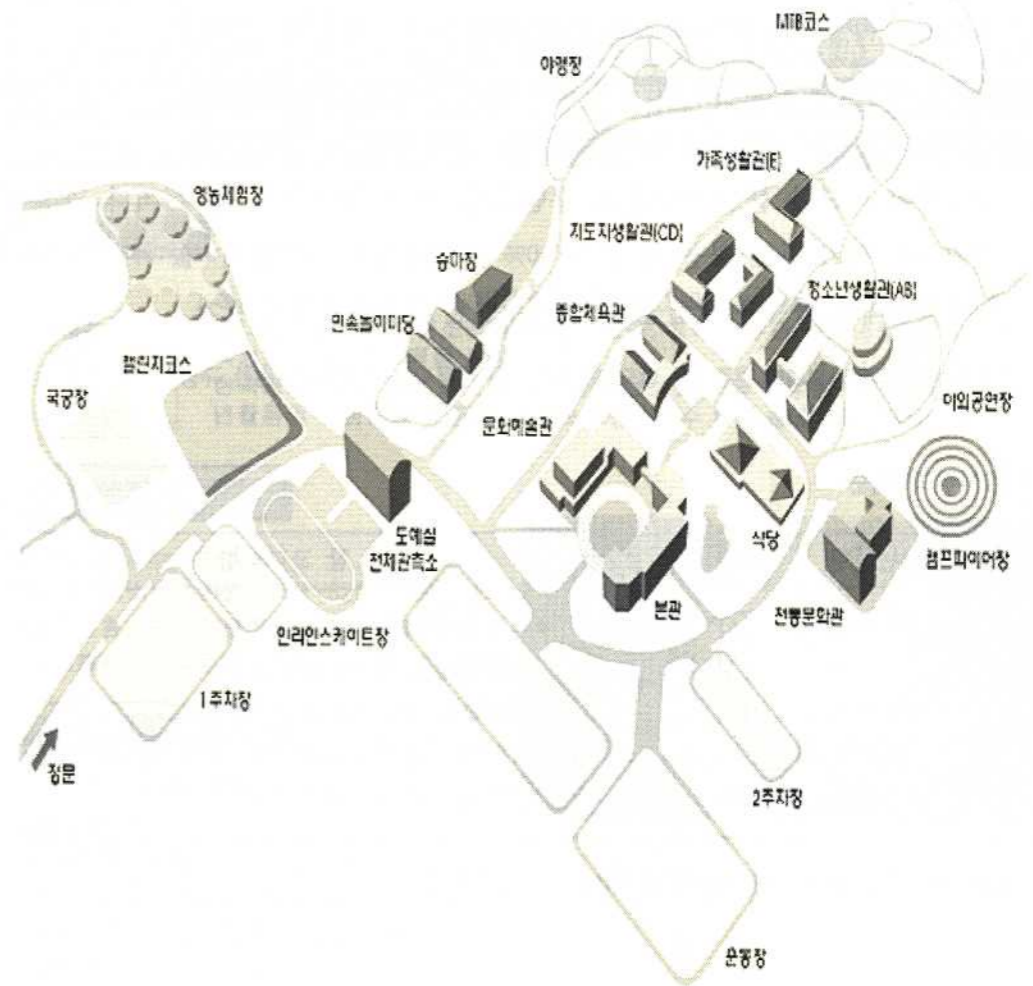 MTB코스
야영장
가족생활관(E)
영농체험장
지도자생활관(CD)
승마장
청소년생활관(AB)
민속놀이마당
종합체육관
챌린지코스
국궁장
야외공연장
문화예술관
도예실
식당
천체관측소
캠프파이어장
본관
전통문화관
인라인스케이트장
1주차장
정문
2주차장
운동장